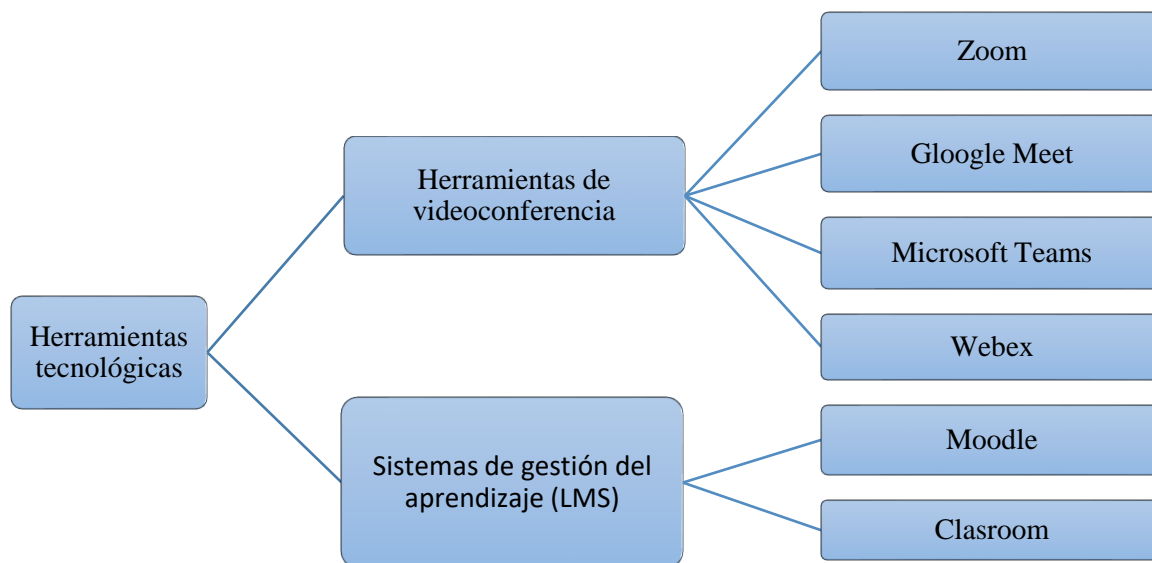 Herramientas
tecnológicas
Herramientas de
videoconferencia
Zoom
Gloogle Meet
Microsoft Teams
Webex
Sistemas de gestión del
aprendizaje (LMS)
Moodle
Clasroom